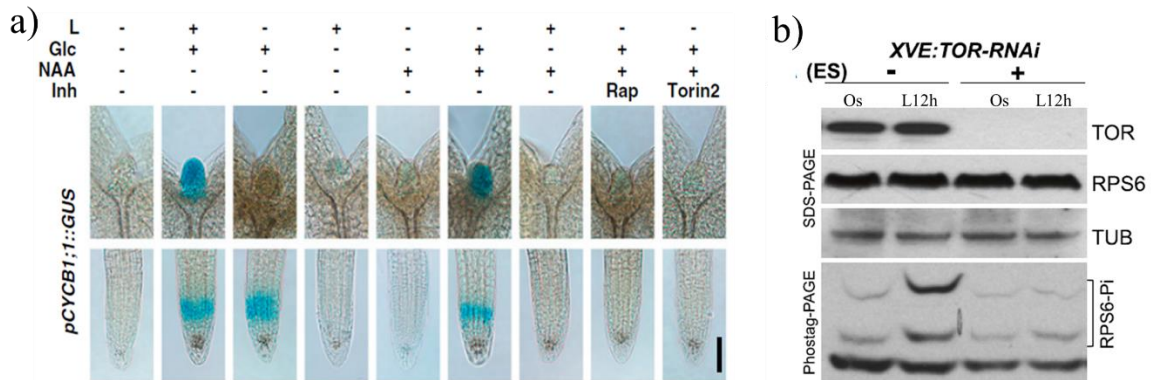 a)
L - + - + - - + - -
Glc - + + - - + - + +
NAA - - - - + + + + +
Inh - - - - - - - Rap Torin2
pCYCB1;1::GUS
b)
XVE:TOR-RNAi
(ES) - +
Os L12h Os L12h
TOR
RPS6
TUB
SDS-PAGE
Phostag-PAGE
RPS6-Pi